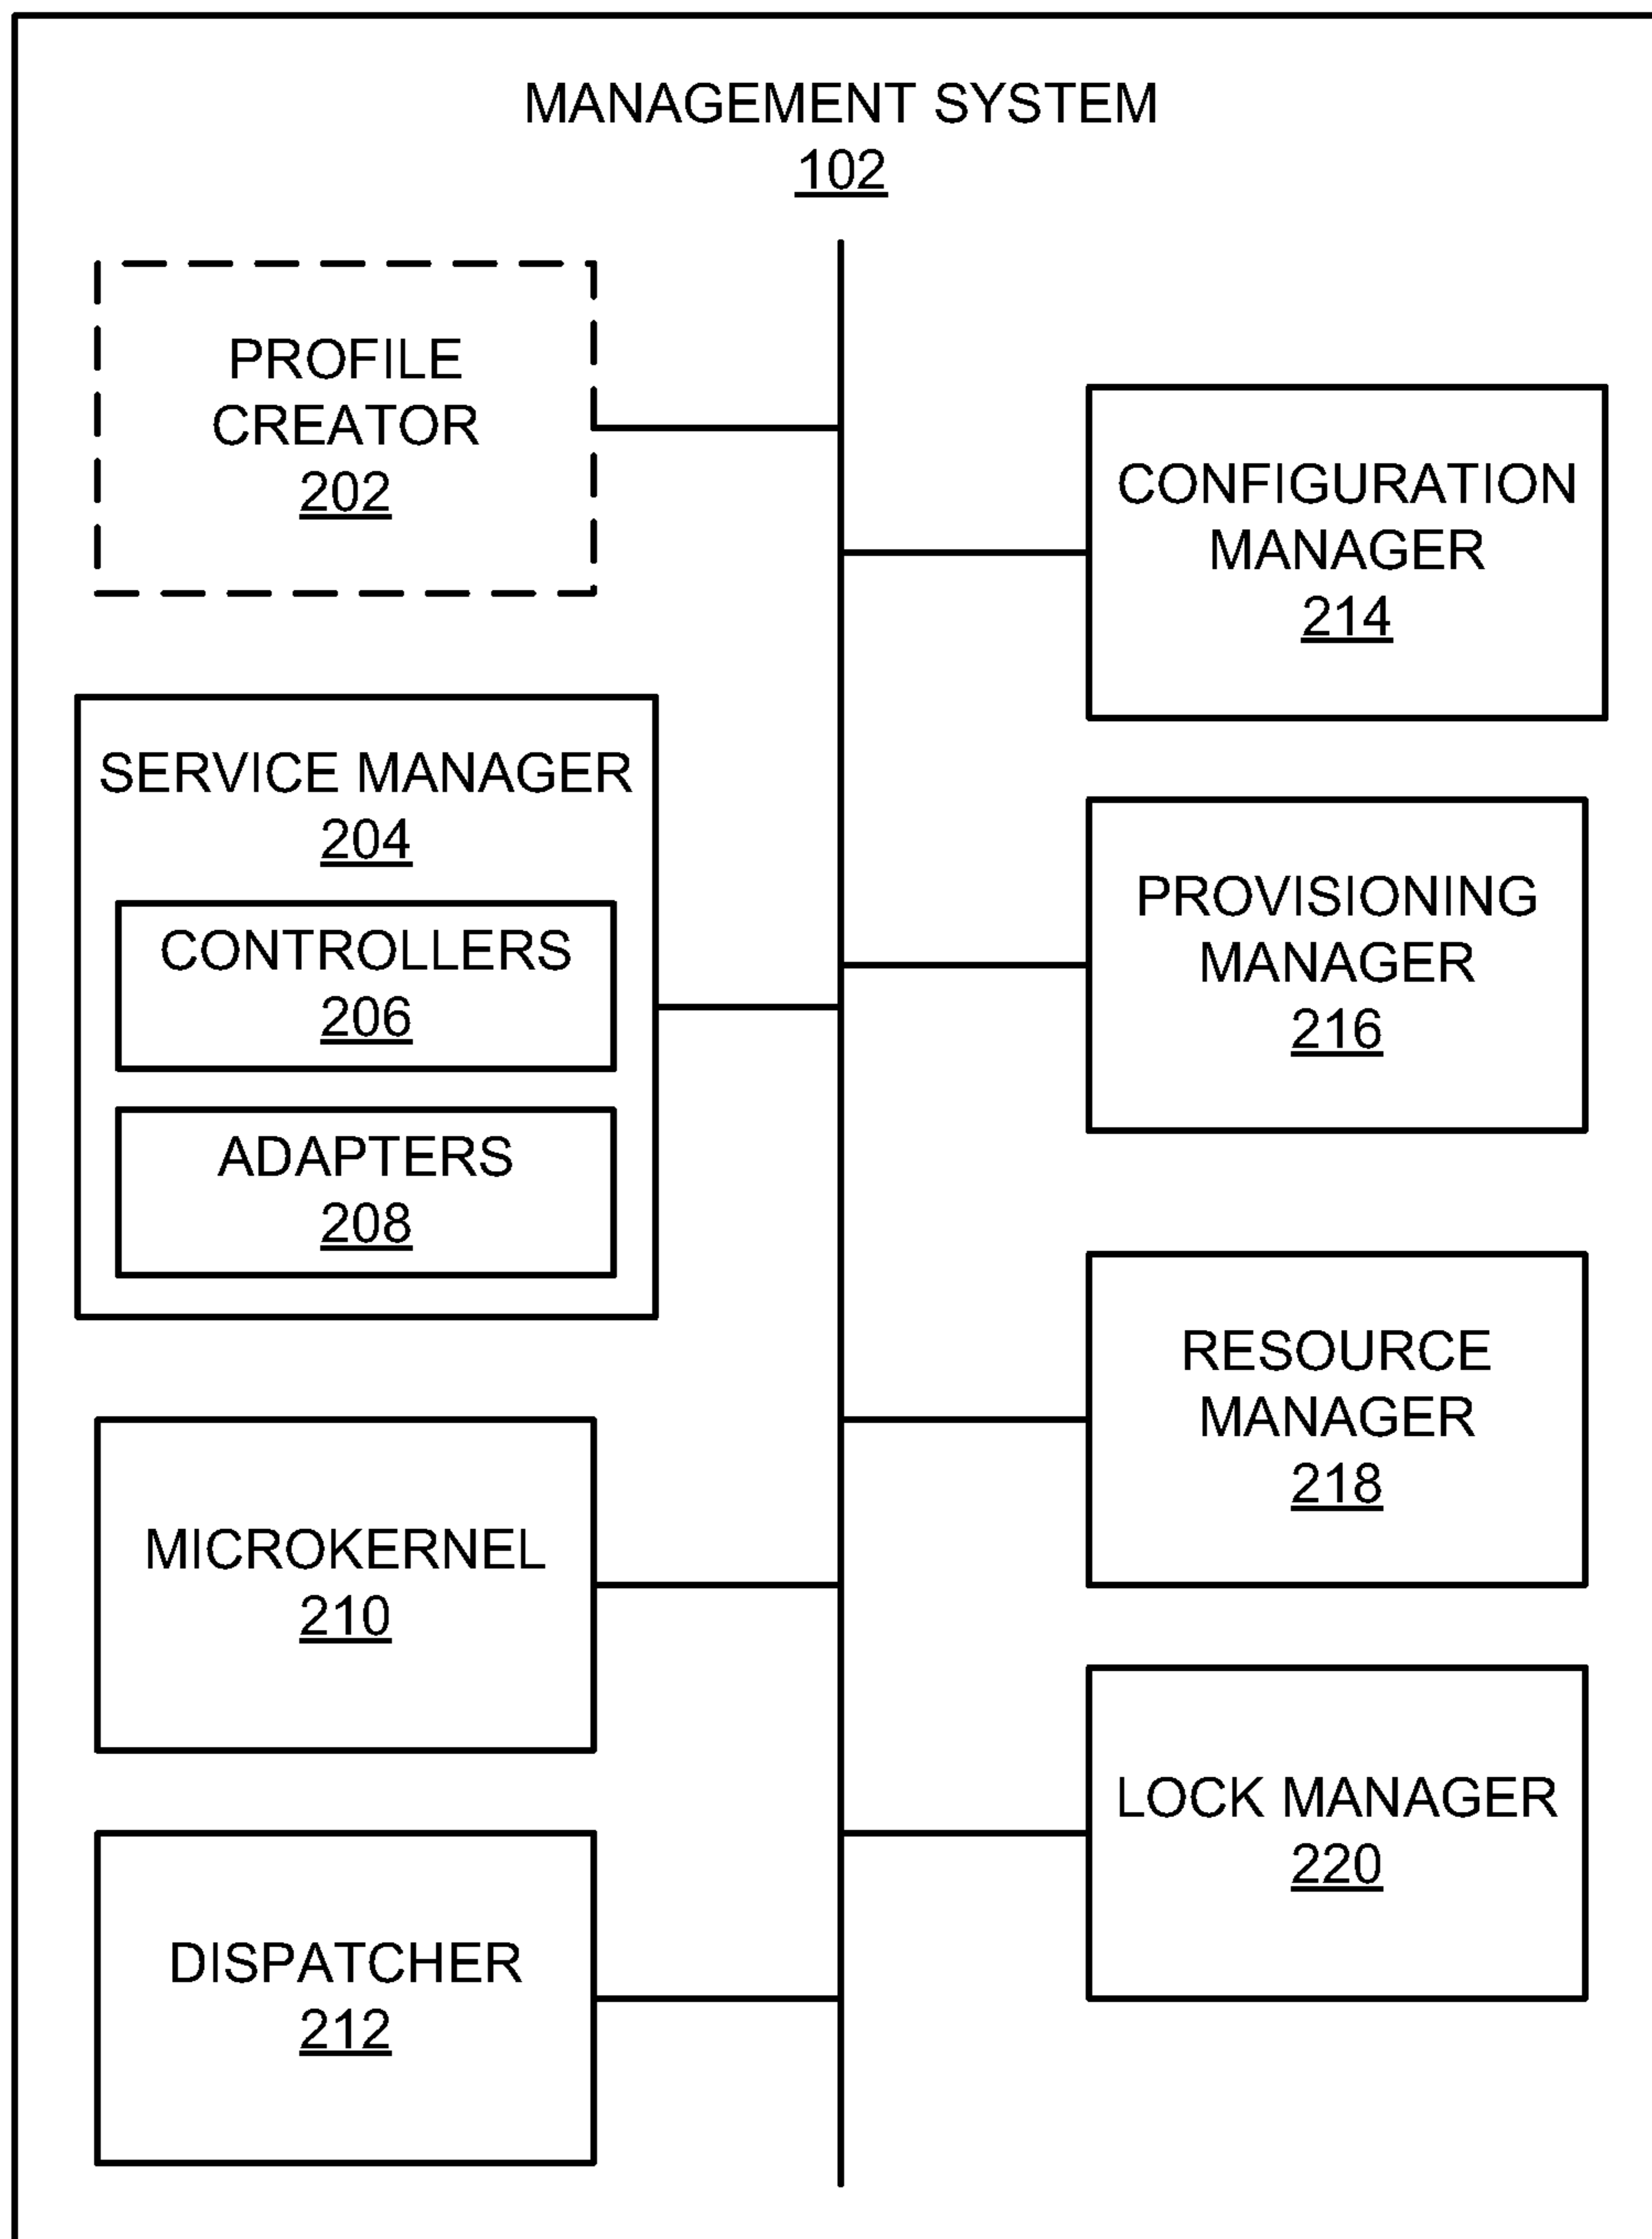 MANAGEMENT SYSTEM
102
PROFILE
CREATOR
202
SERVICE MANAGER
204
CONTROLLERS
206
ADAPTERS
208
MICROKERNEL
210
DISPATCHER
212
CONFIGURATION
MANAGER
214
PROVISIONING
MANAGER
216
RESOURCE
MANAGER
218
LOCK MANAGER
220